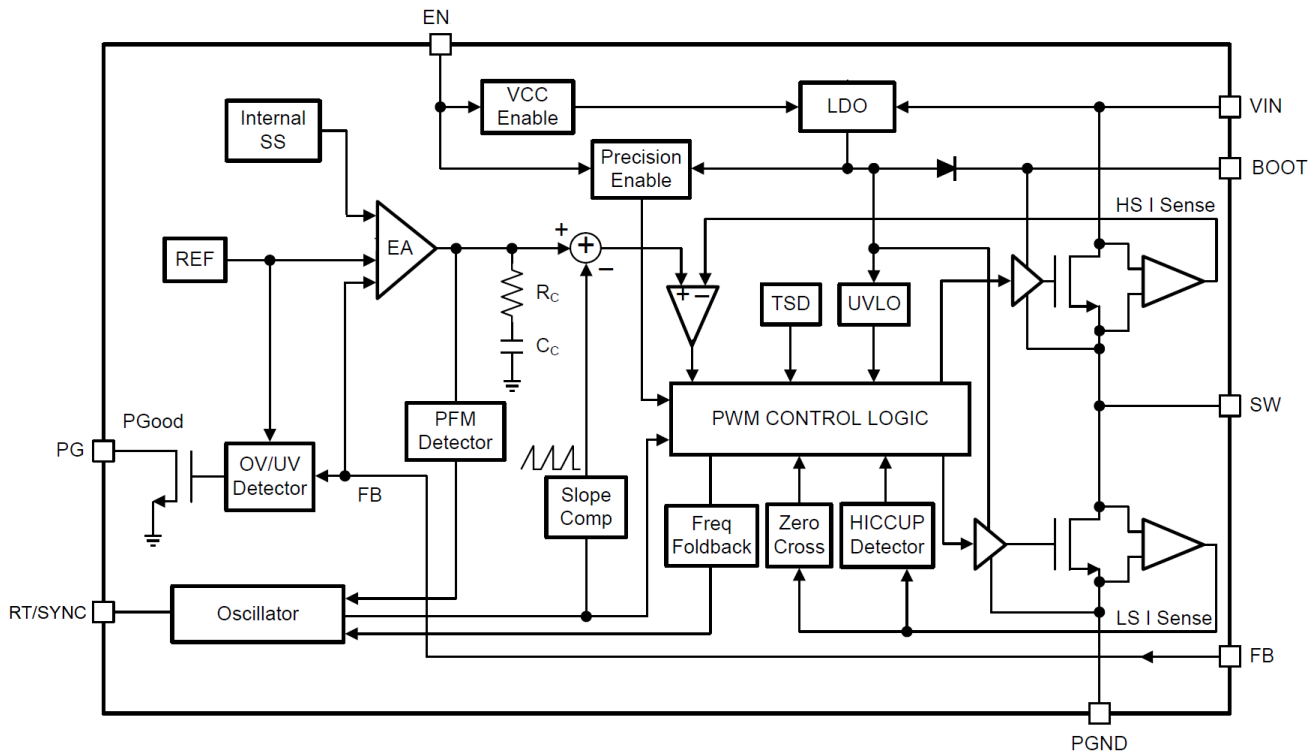 EN
VCC
Enable
LDO
VIN
Internal
SS
Precision
Enable
BOOT
HS I Sense
EA
+
+
−
REF
RC
+ −
TSD
UVLO
CC
PWM CONTROL LOGIC
SW
PFM
Detector
PGood
PG
OV/UV
Detector
FB
Slope
Comp
Freq
Foldback
Zero
Cross
HICCUP
Detector
RT/SYNC
Oscillator
LS I Sense
FB
PGND